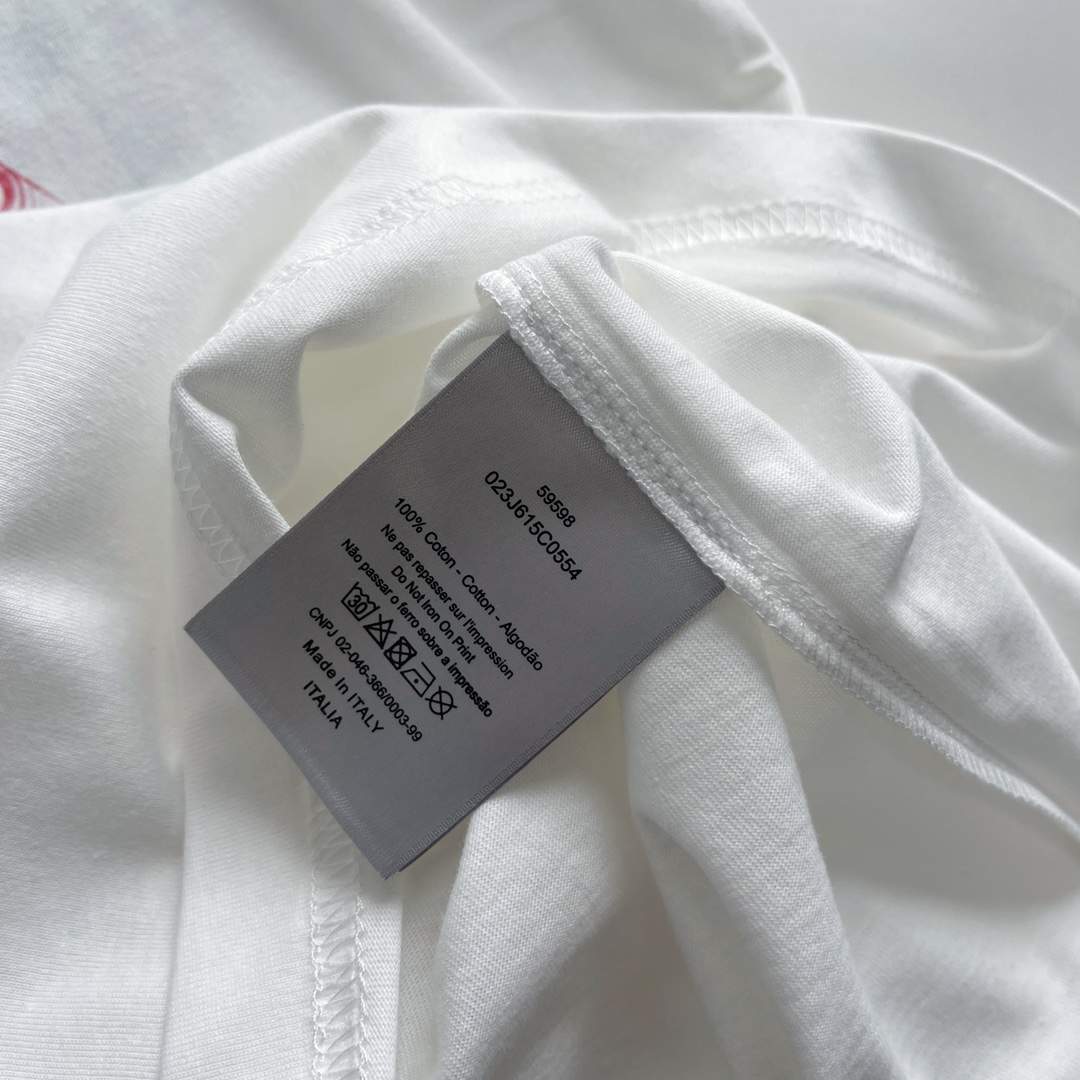 59598
023J615C0554
100% Coton - Cotton - Algodão
Ne pas repasser sur l'impression
Do Not Iron On Print
Não passar o ferro sobre a impressão
30
CNPJ 02-046-366/0003-99
Made In ITALY
ITALIA